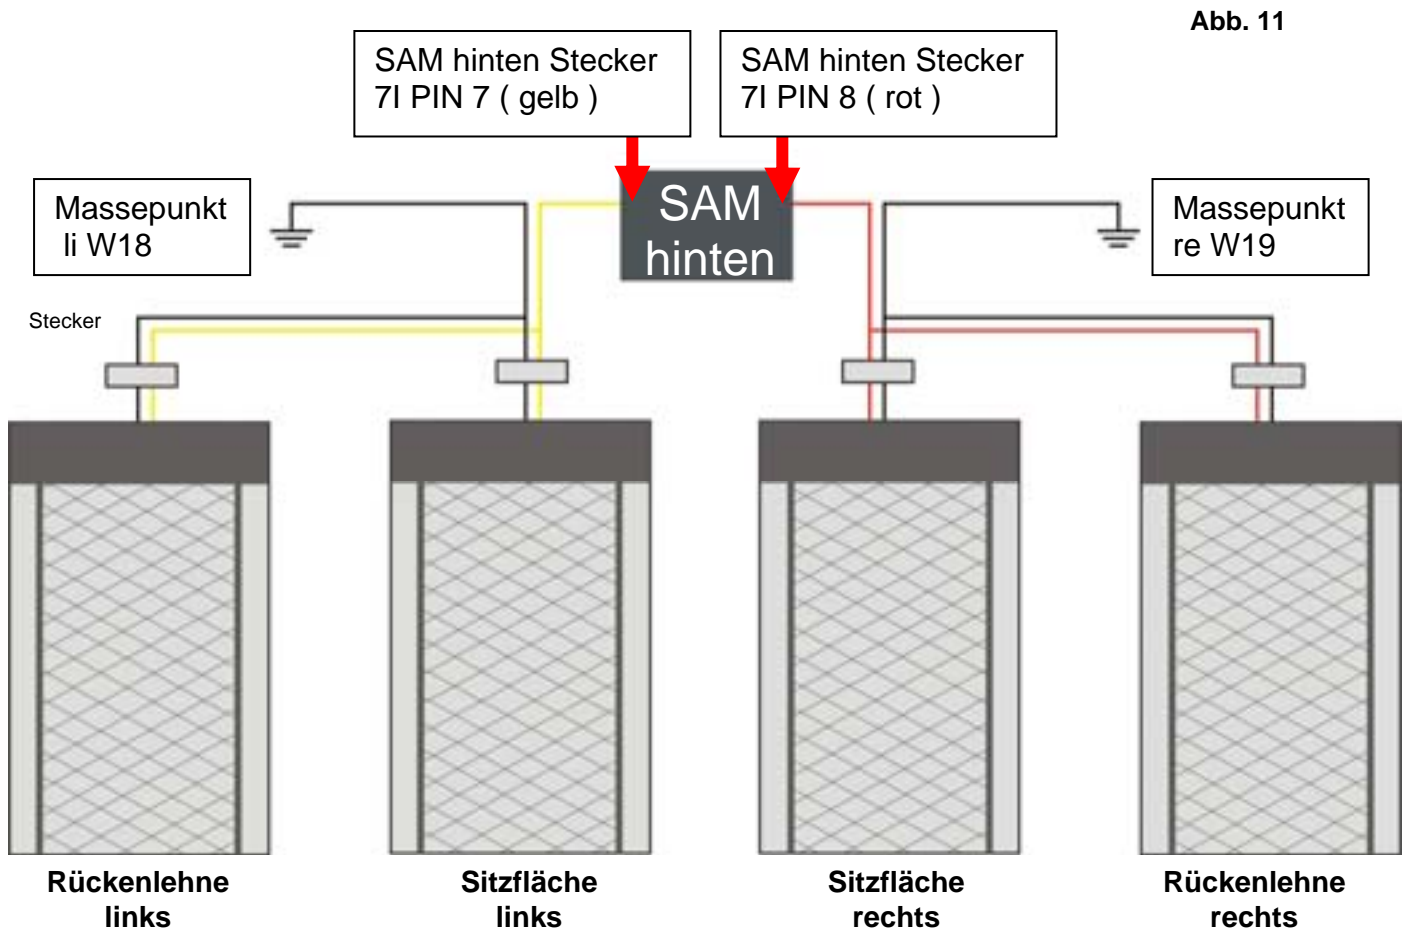 Abb. 11
SAM hinten Stecker
7I PIN 7 ( gelb )
SAM hinten Stecker
7I PIN 8 ( rot )
Massepunkt
li W18
SAM
hinten
Massepunkt
re W19
Stecker
Rückenlehne
links
Sitzfläche
links
Sitzfläche
rechts
Rückenlehne
rechts